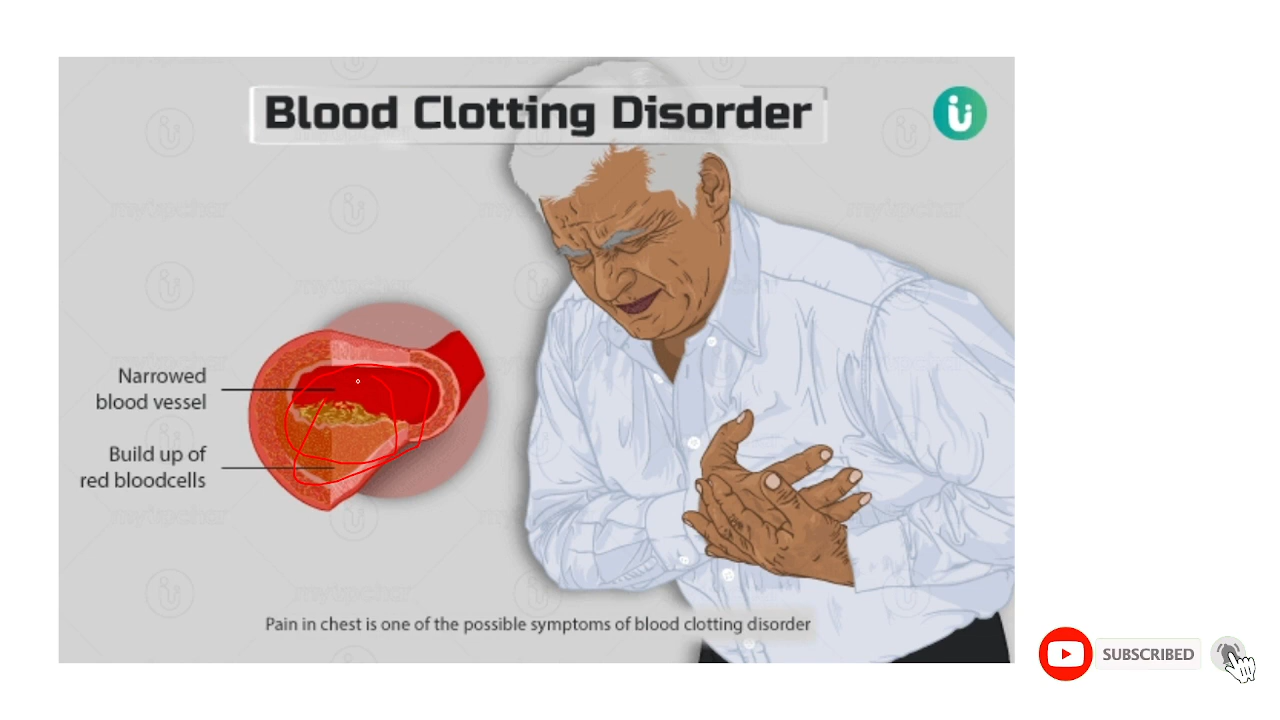 Blood Clotting Disorder
Narrowed
blood vessel
Build up of
red bloodcells
Pain in chest is one of the possible symptoms of blood clotting disorder
SUBSCRIBED